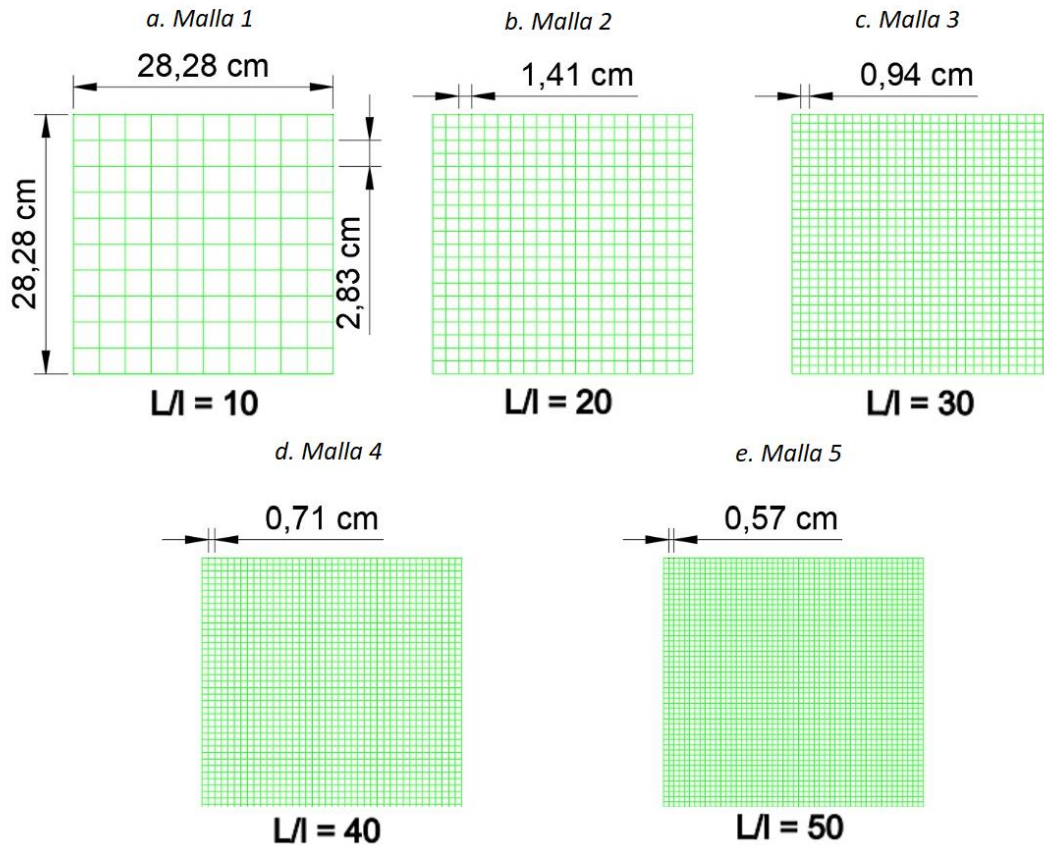 a. Malla 1
28,28 cm
28,28 cm
2,83 cm
L/l = 10
b. Malla 2
1,41 cm
L/l = 20
c. Malla 3
0,94 cm
L/l = 30
d. Malla 4
0,71 cm
L/l = 40
e. Malla 5
0,57 cm
L/l = 50